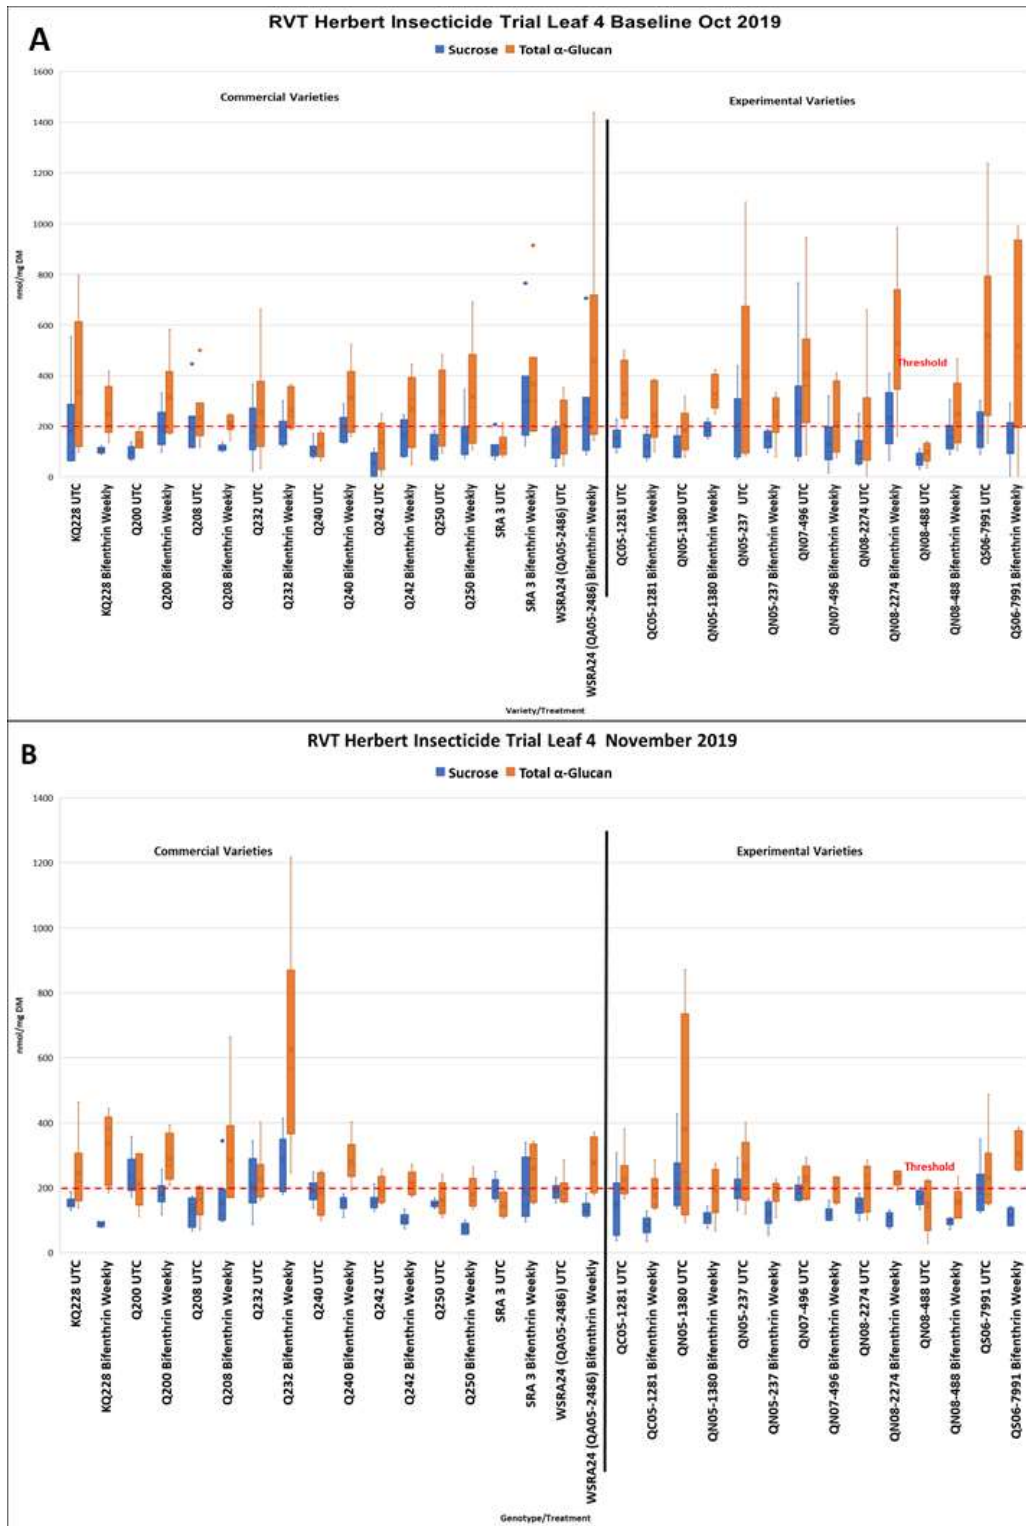 A
RVT Herbert Insecticide Trial Leaf 4 Baseline Oct 2019
Sucrose Total α-Glucan
1600
1400
1200
1000
800
600
400
200
0
nmol/mg DM
Commercial Varieties
Experimental Varieties
Threshold
KQ228 UTC
KQ228 Bifenthrin Weekly
Q200 UTC
Q200 Bifenthrin Weekly
Q208 UTC
Q208 Bifenthrin Weekly
Q232 UTC
Q232 Bifenthrin Weekly
Q240 UTC
Q240 Bifenthrin Weekly
Q242 UTC
Q242 Bifenthrin Weekly
Q250 UTC
Q250 Bifenthrin Weekly
SRA 3 UTC
SRA 3 Bifenthrin Weekly
WSRA24 (QA05-2486) UTC
WSRA24 (QA05-2486) Bifenthrin Weekly
QC05-1281 UTC
QC05-1281 Bifenthrin Weekly
QN05-1380 UTC
QN05-1380 Bifenthrin Weekly
QN05-237 UTC
QN05-237 Bifenthrin Weekly
QN07-496 UTC
QN07-496 Bifenthrin Weekly
QN08-2274 UTC
QN08-2274 Bifenthrin Weekly
QN08-488 UTC
QN08-488 Bifenthrin Weekly
QS06-7991 UTC
QS06-7991 Bifenthrin Weekly
Variety/Treatment
B
RVT Herbert Insecticide Trial Leaf 4 November 2019
Sucrose Total α-Glucan
1400
1200
1000
800
600
400
200
0
nmol/mg DM
Commercial Varieties
Experimental Varieties
Threshold
KQ228 UTC
KQ228 Bifenthrin Weekly
Q200 UTC
Q200 Bifenthrin Weekly
Q208 UTC
Q208 Bifenthrin Weekly
Q232 UTC
Q232 Bifenthrin Weekly
Q240 UTC
Q240 Bifenthrin Weekly
Q242 UTC
Q242 Bifenthrin Weekly
Q250 UTC
Q250 Bifenthrin Weekly
SRA 3 UTC
SRA 3 Bifenthrin Weekly
WSRA24 (QA05-2486) UTC
WSRA24 (QA05-2486) Bifenthrin Weekly
QC05-1281 UTC
QC05-1281 Bifenthrin Weekly
QN05-1380 UTC
QN05-1380 Bifenthrin Weekly
QN05-237 UTC
QN05-237 Bifenthrin Weekly
QN07-496 UTC
QN07-496 Bifenthrin Weekly
QN08-2274 UTC
QN08-2274 Bifenthrin Weekly
QN08-488 UTC
QN08-488 Bifenthrin Weekly
QS06-7991 UTC
QS06-7991 Bifenthrin Weekly
Genotype/Treatment